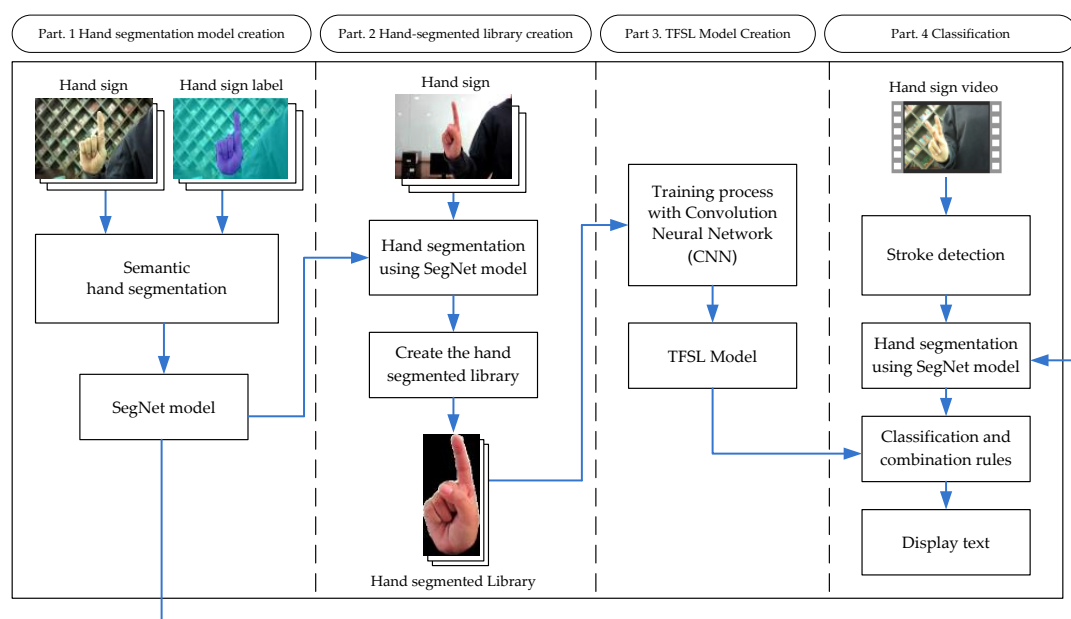 Part. 1 Hand segmentation model creation
Part. 2 Hand-segmented library creation
Part 3. TFSL Model Creation
Part. 4 Classification
Hand sign
Hand sign label
Semantic
hand segmentation
SegNet model
Hand sign
Hand segmentation
using SegNet model
Create the hand
segmented library
Hand segmented Library
Training process
with Convolution
Neural Network
(CNN)
TFSL Model
Hand sign video
Stroke detection
Hand segmentation
using SegNet model
Classification and
combination rules
Display text